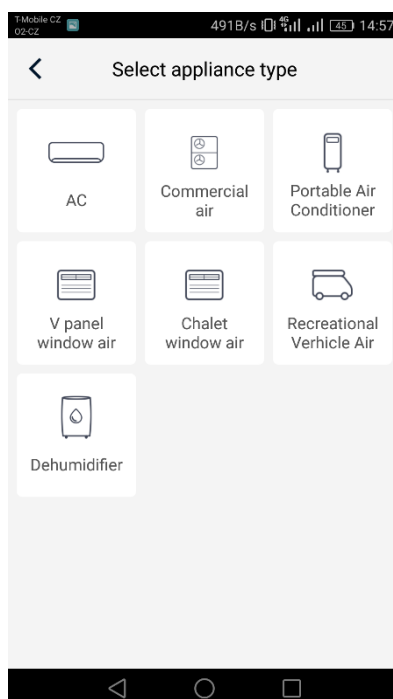 T-Mobile CZ
O2-CZ
491B/s 4G 45 14:57
Select appliance type
AC
Commercial
air
Portable Air
Conditioner
V panel
window air
Chalet
window air
Recreational
Verhicle Air
Dehumidifier